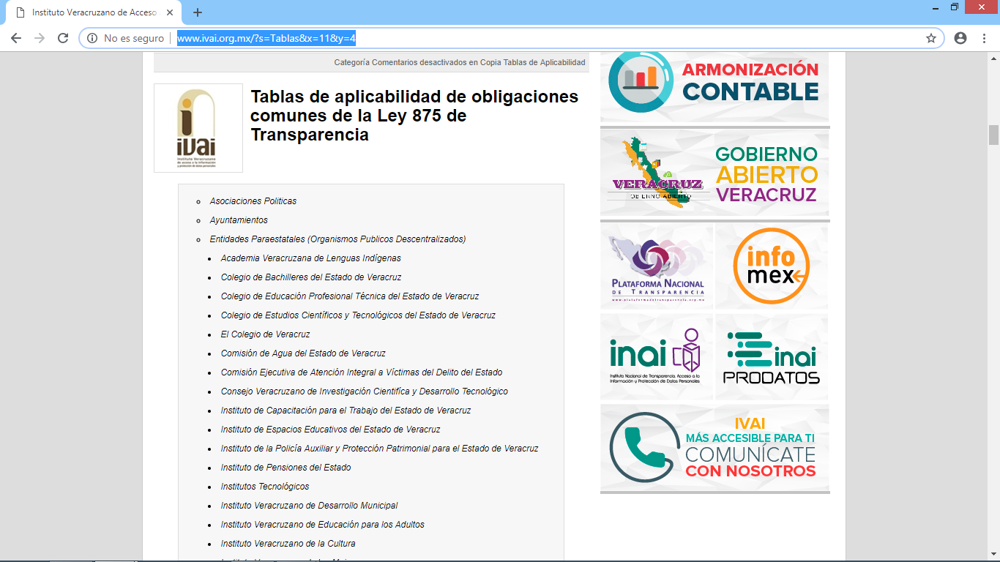 Instituto Veracruzano de Acceso
No es seguro
www.ivai.org.mx/?s=Tablas&x=11&y=4
Categoría Comentarios desactivados en Copia Tablas de Aplicabilidad
ivai
Instituto Veracruzano
de acceso a la información
y protección de datos personales
Tablas de aplicabilidad de obligaciones
comunes de la Ley 875 de
Transparencia
Asociaciones Politicas
Ayuntamientos
Entidades Paraestatales (Organismos Publicos Descentralizados)
Academia Veracruzana de Lenguas Indígenas
Colegio de Bachilleres del Estado de Veracruz
Colegio de Educación Profesional Técnica del Estado de Veracruz
Colegio de Estudios Científicos y Tecnológicos del Estado de Veracruz
El Colegio de Veracruz
Comisión de Agua del Estado de Veracruz
Comisión Ejecutiva de Atención Integral a Víctimas del Delito del Estado
Consejo Veracruzano de Investigación Científica y Desarrollo Tecnológico
Instituto de Capacitación para el Trabajo del Estado de Veracruz
Instituto de Espacios Educativos del Estado de Veracruz
Instituto de la Policía Auxiliar y Protección Patrimonial para el Estado de Veracruz
Instituto de Pensiones del Estado
Institutos Tecnológicos
Instituto Veracruzano de Desarrollo Municipal
Instituto Veracruzano de Educación para los Adultos
Instituto Veracruzano de la Cultura
ARMONIZACIÓN
CONTABLE
VERACRUZ
OBIERNO ABIERTO
GOBIERNO
ABIERTO
VERACRUZ
PLATAFORMA NACIONAL
DE TRANSPARENCIA
www.plataformadetransparencia.org.mx
info
mex
inai
Instituto Nacional de Transparencia, Acceso a la
Información y Protección de Datos Personales
inai
PRODATOS
IVAI
MÁS ACCESIBLE PARA TI
COMUNÍCATE
CON NOSOTROS